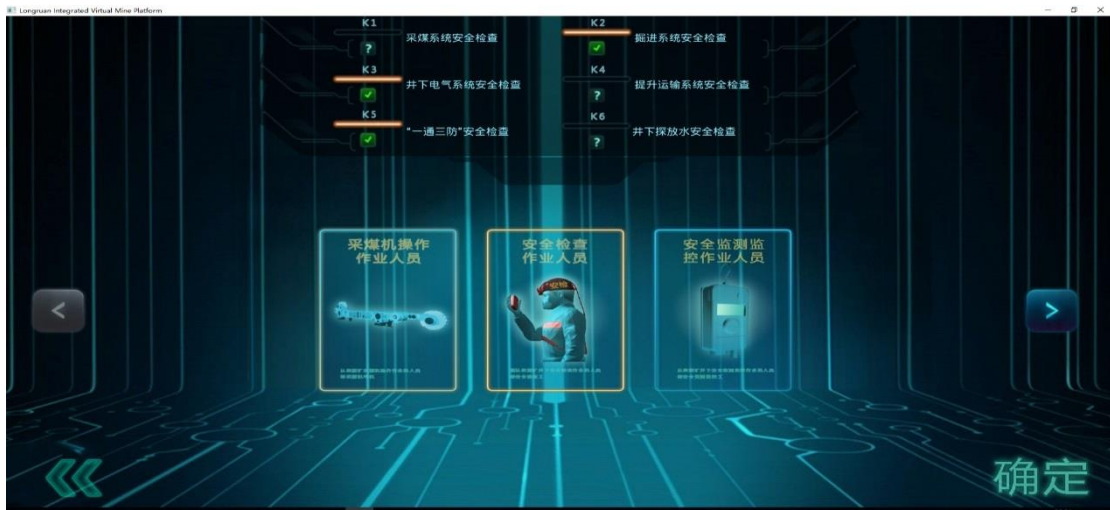 Longruan Integrated Virtual Mine Platform
K1
采煤系统安全检查
?
K2
掘进系统安全检查
K3
井下电气系统安全检查
K4
提升运输系统安全检查
?
K5
"一通三防"安全检查
K6
井下探放水安全检查
?
采煤机操作
作业人员
安全检查
作业人员
安检
安全监测监
控作业人员
<
>
确定